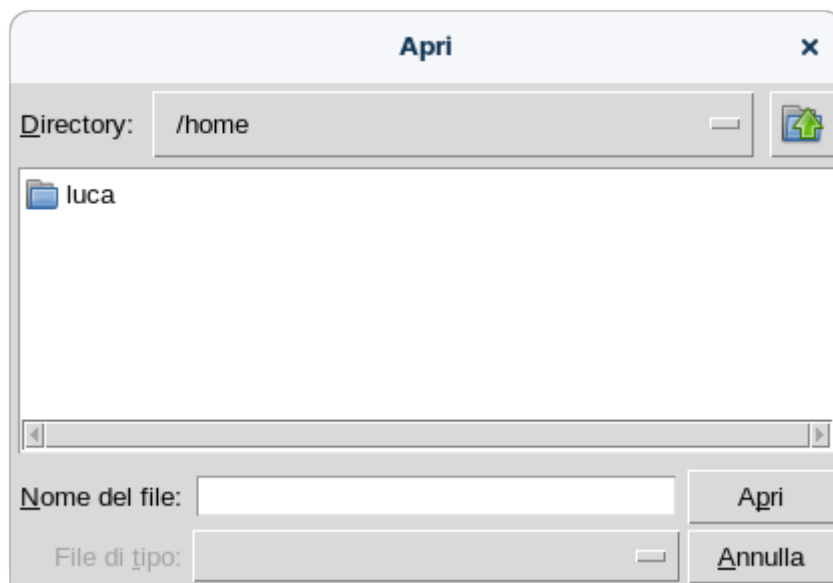 Apri
Directory: /home
luca
Nome del file: Apri
File di tipo: Annulla